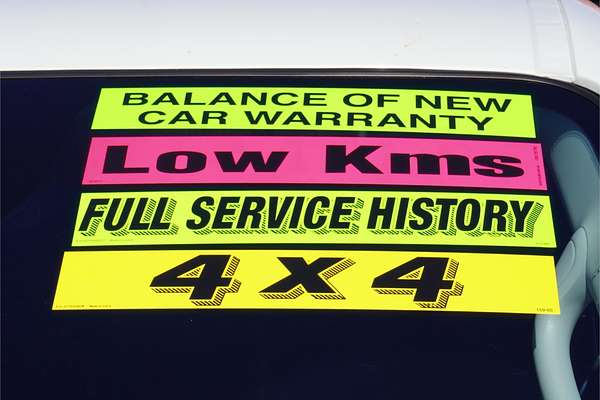 BALANCE OF NEW
CAR WARRANTY
Low Kms
FULL SERVICE HISTORY
4 x 4